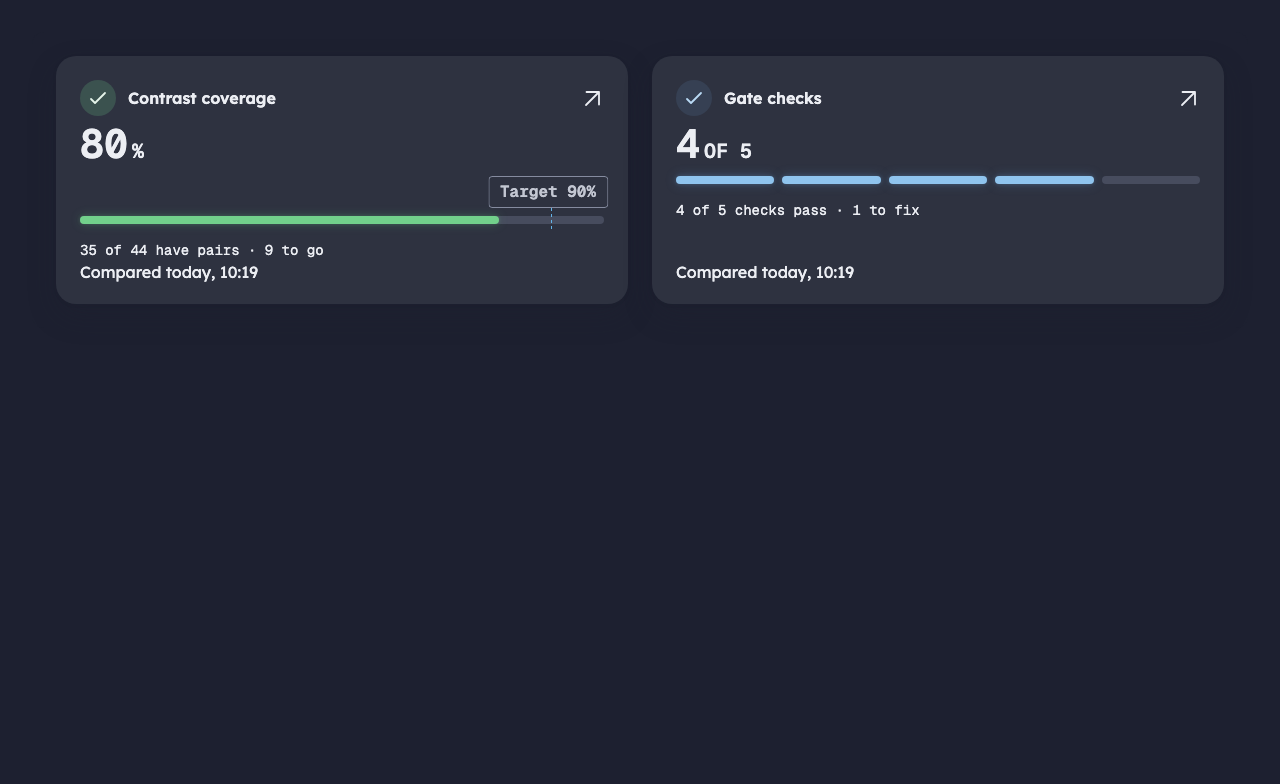 Contrast coverage
80%
Target 90%
35 of 44 have pairs · 9 to go
Compared today, 10:19
Gate checks
4 OF 5
4 of 5 checks pass · 1 to fix
Compared today, 10:19